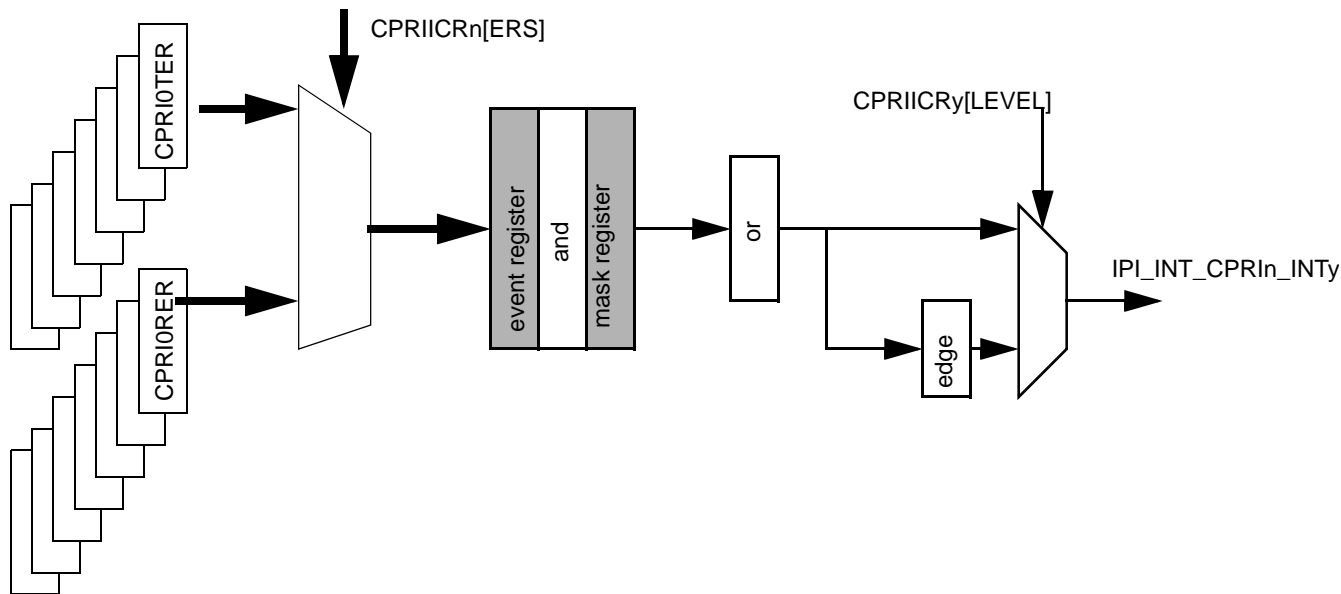 CPRIICRn[ERS]
CPRI0TER
CPRIICRy[LEVEL]
event register
and
mask register
or
IPI_INT_CPRIn_INTy
CPRI0RER
edge